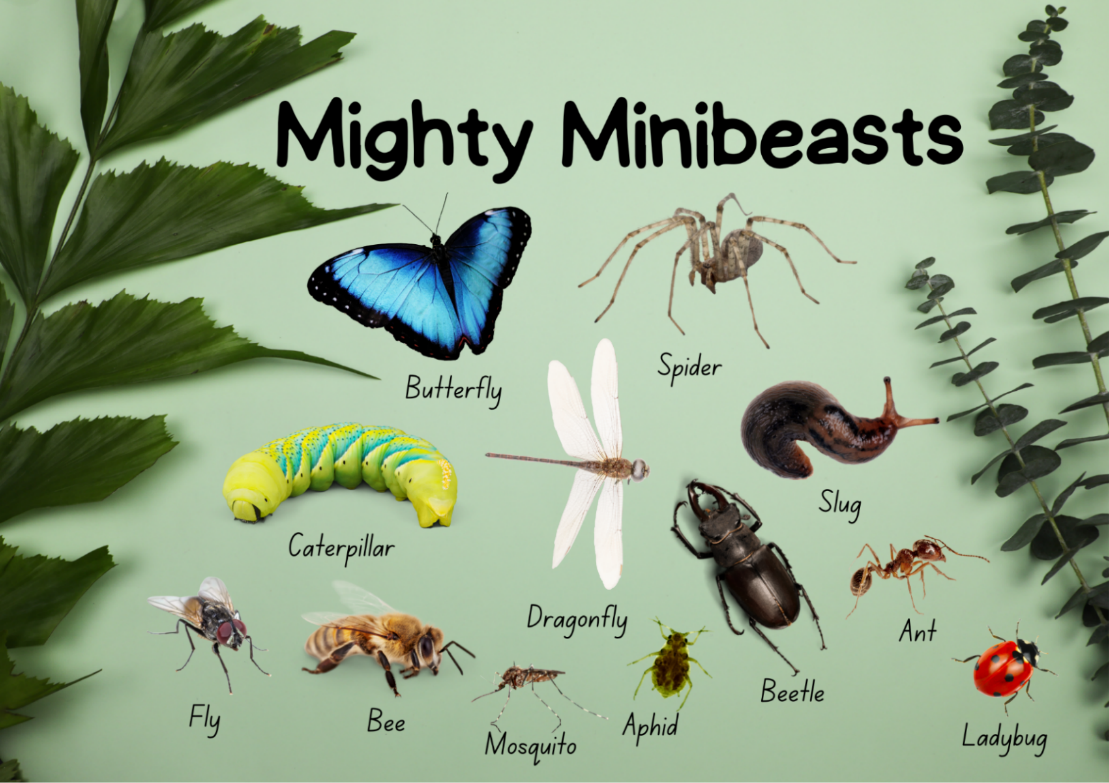 Mighty Minibeasts
Butterfly
Spider
Caterpillar
Slug
Dragonfly
Ant
Beetle
Fly
Bee
Mosquito
Aphid
Ladybug